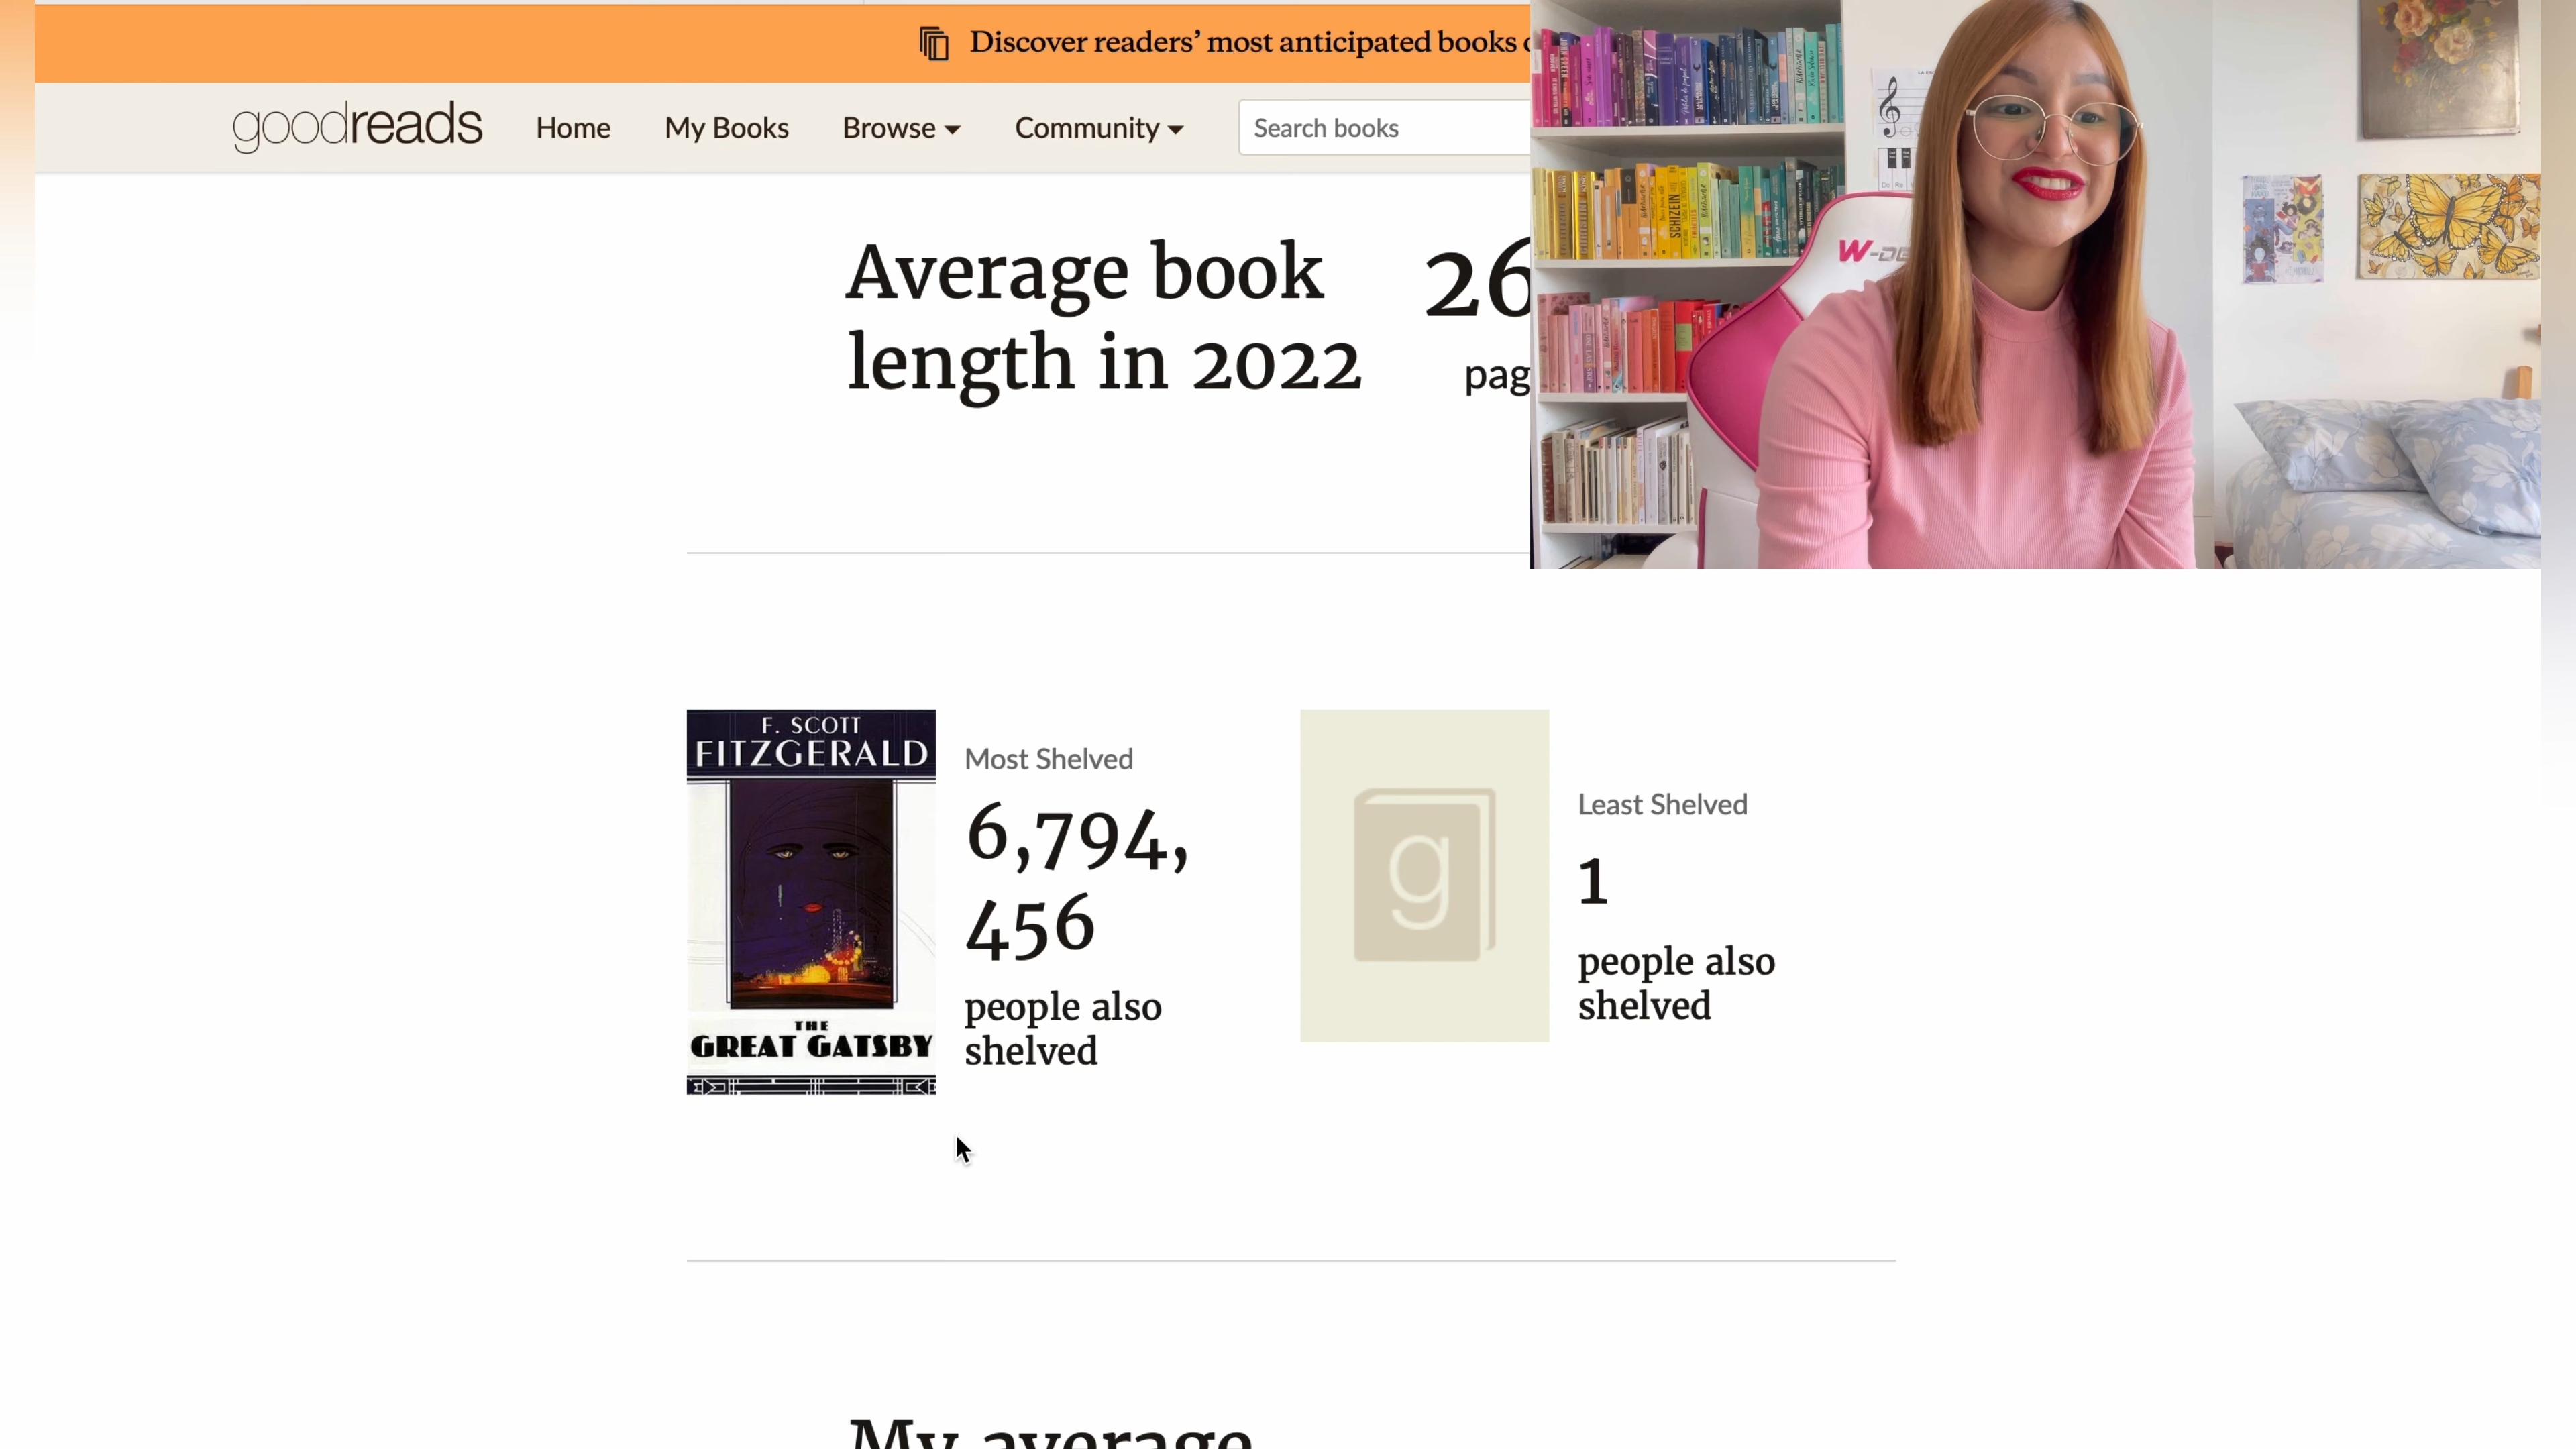 Discover readers’ most anticipated books
goodreads
Home
My Books
Browse
Community
Search books
Average book
length in 2022
26
pag
F. SCOTT
FITZGERALD
THE
GREAT GATSBY
Most Shelved
6,794,
456
people also
shelved
g
Least Shelved
1
people also
shelved
My average
SCHIZEIN
W-DE